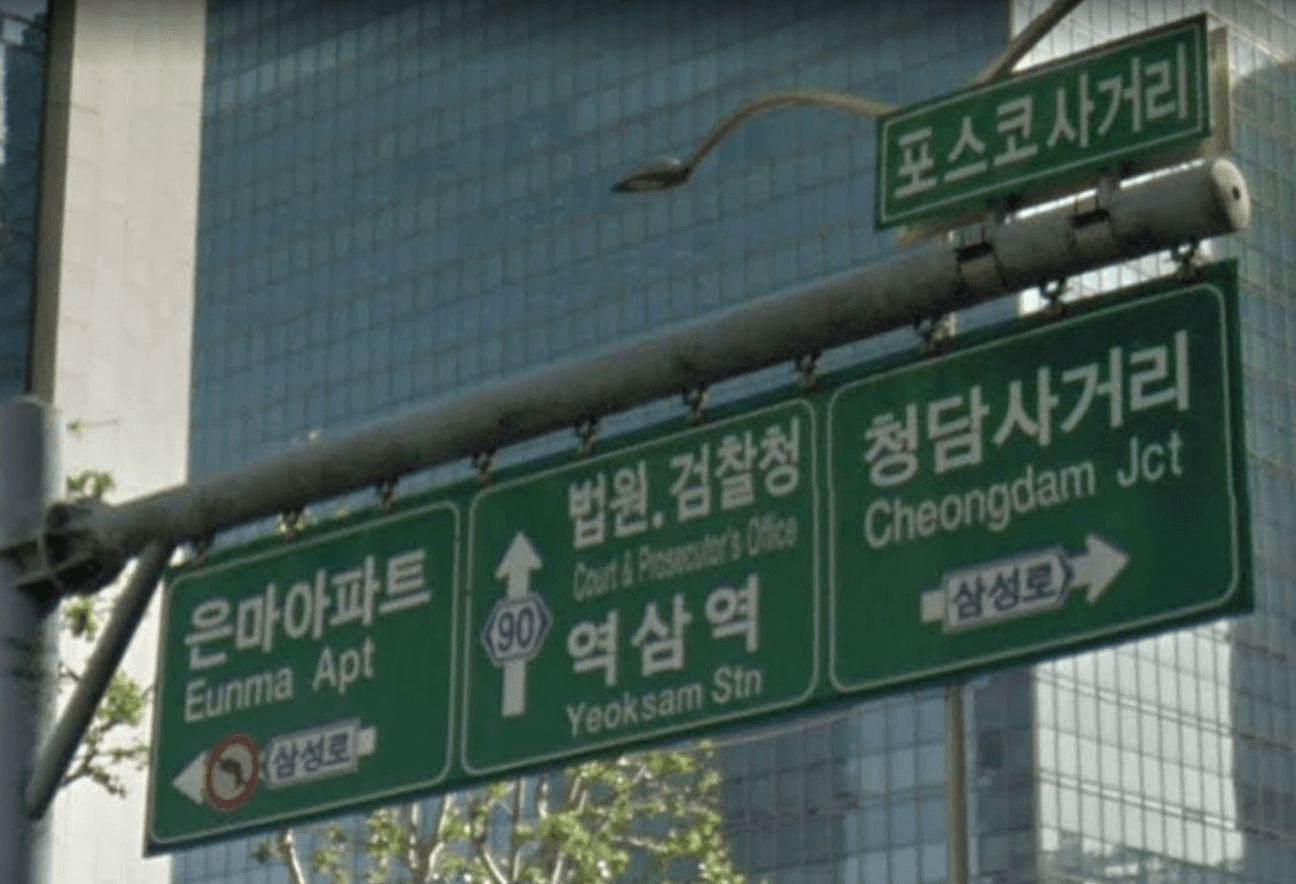 포스코사거리
은마아파트
Eunma Apt
삼성로
법원.검찰청
Court & Prosecutor's Office
90
역삼역
Yeoksam Stn
청담사거리
Cheongdam Jct
삼성로